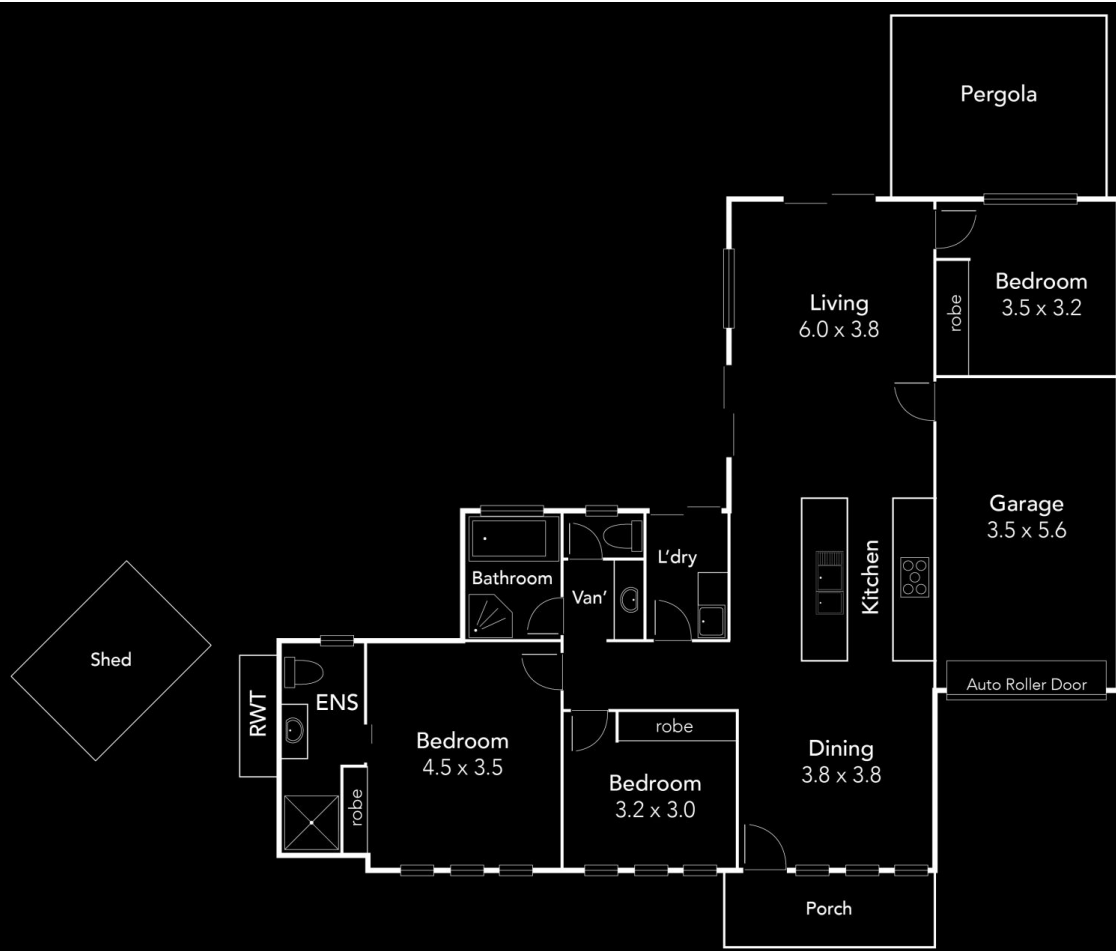 Pergola
Bedroom
3.5 x 3.2
robe
Living
6.0 x 3.8
Garage
3.5 x 5.6
Auto Roller Door
Kitchen
L'dry
Van'
Bathroom
Shed
RWT
ENS
robe
Bedroom
4.5 x 3.5
robe
Bedroom
3.2 x 3.0
Dining
3.8 x 3.8
Porch